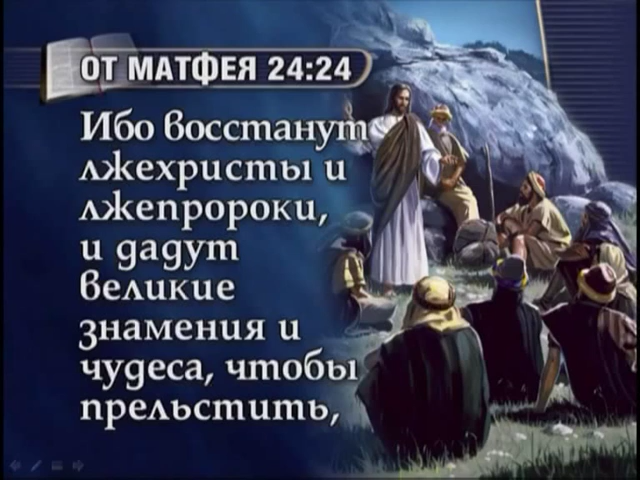 ОТ МАТФЕЯ 24:24
Ибо восстанут
лжехристы и
лжепророки,
и дадут
великие
знамения и
чудеса, чтобы
прельстить,